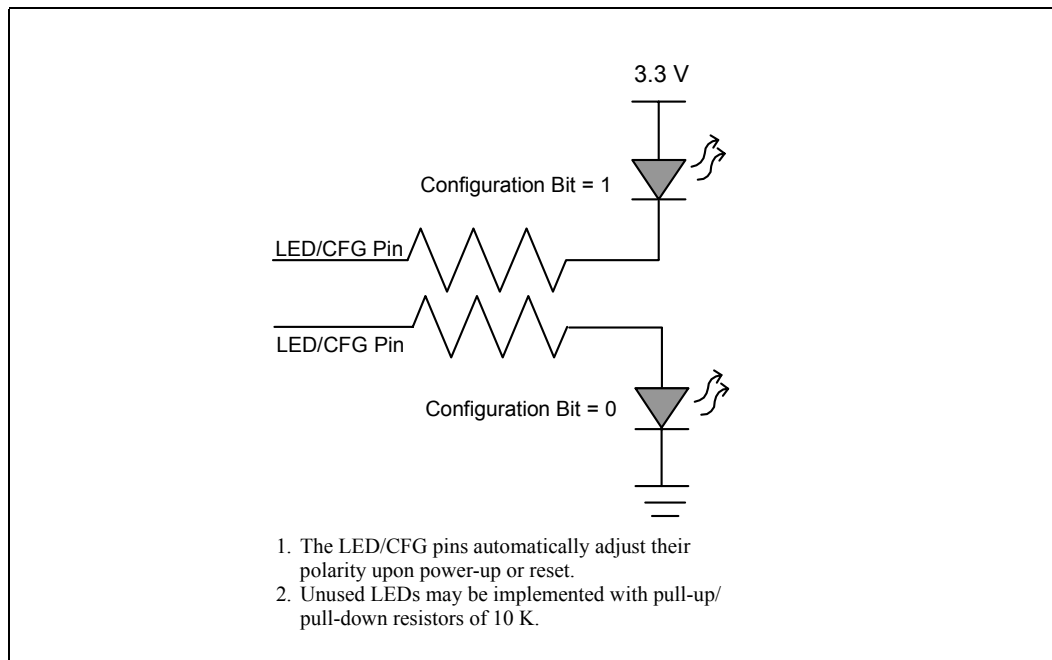 3.3 V
Configuration Bit = 1
LED/CFG Pin
LED/CFG Pin
Configuration Bit = 0
1. The LED/CFG pins automatically adjust their
polarity upon power-up or reset.
2. Unused LEDs may be implemented with pull-up/
pull-down resistors of 10 K.